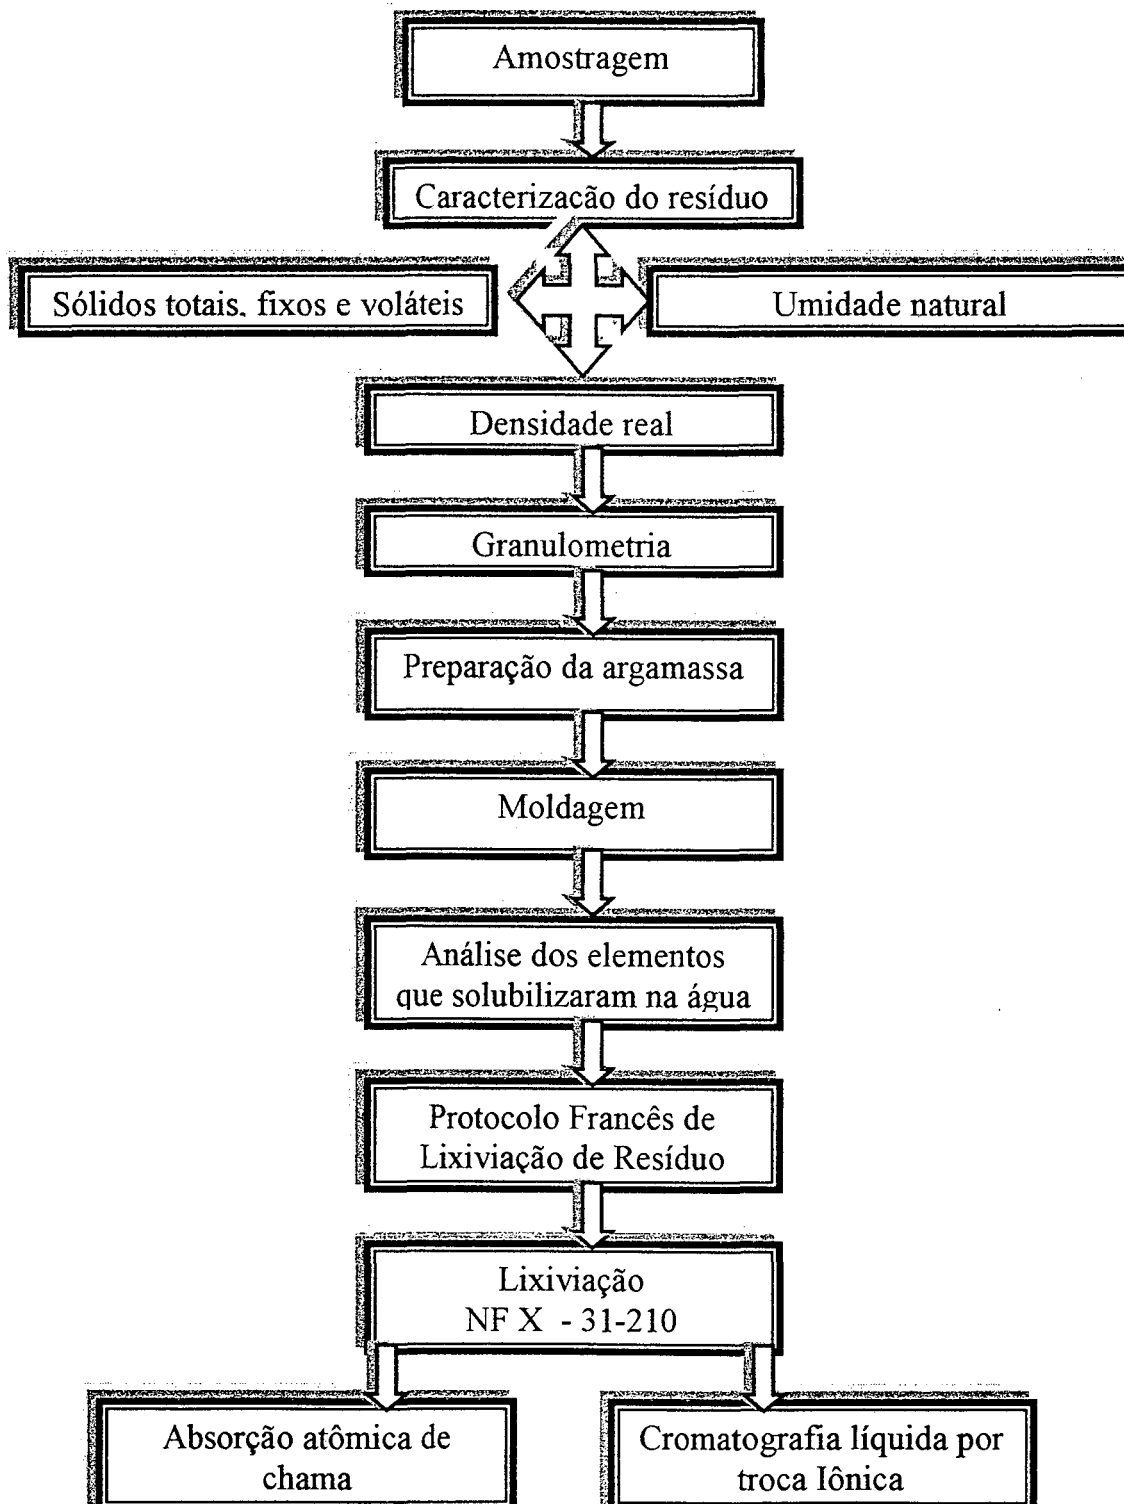 Amostragem
Caracterização do resíduo
Sólidos totais, fixos e voláteis
Umidade natural
Densidade real
Granulometria
Preparação da argamassa
Moldagem
Análise dos elementos
que solubilizaram na água
Protocolo Francês de
Lixiviação de Resíduo
Lixiviação
NF X - 31-210
Absorção atômica de
chama
Cromatografia líquida por
troca Iônica